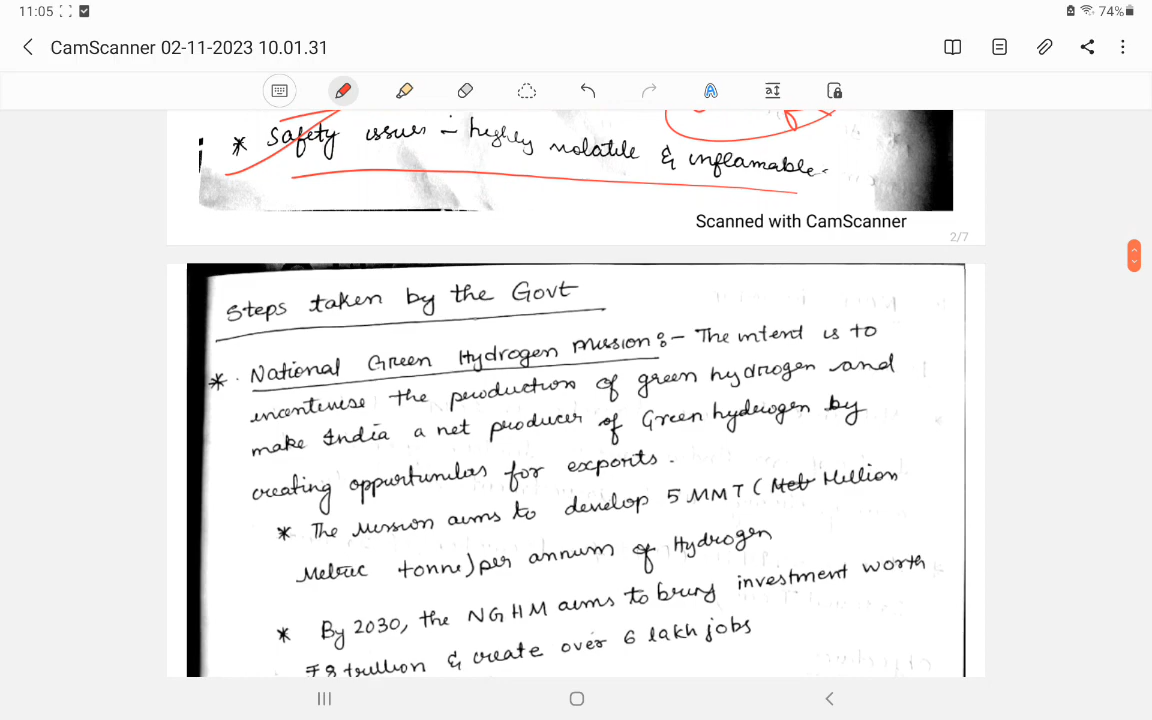 11:05
74%
CamScanner 02-11-2023 10.01.31
* Safety issues - highly volatile & inflamable.
Scanned with CamScanner
2/7
Steps taken by the Govt
* National Green Hydrogen Mission :- The intent is to
incentivise the production of green hydrogen and
make India a net producer of Green hydrogen by
creating oppurtunities for exports.
* The Mission aims to develop 5 MMT ( Million
Metric tonne) per annum of Hydrogen
* By 2030, the NGHM aims to bring investment worth
₹8 trillion & create over 6 lakh jobs